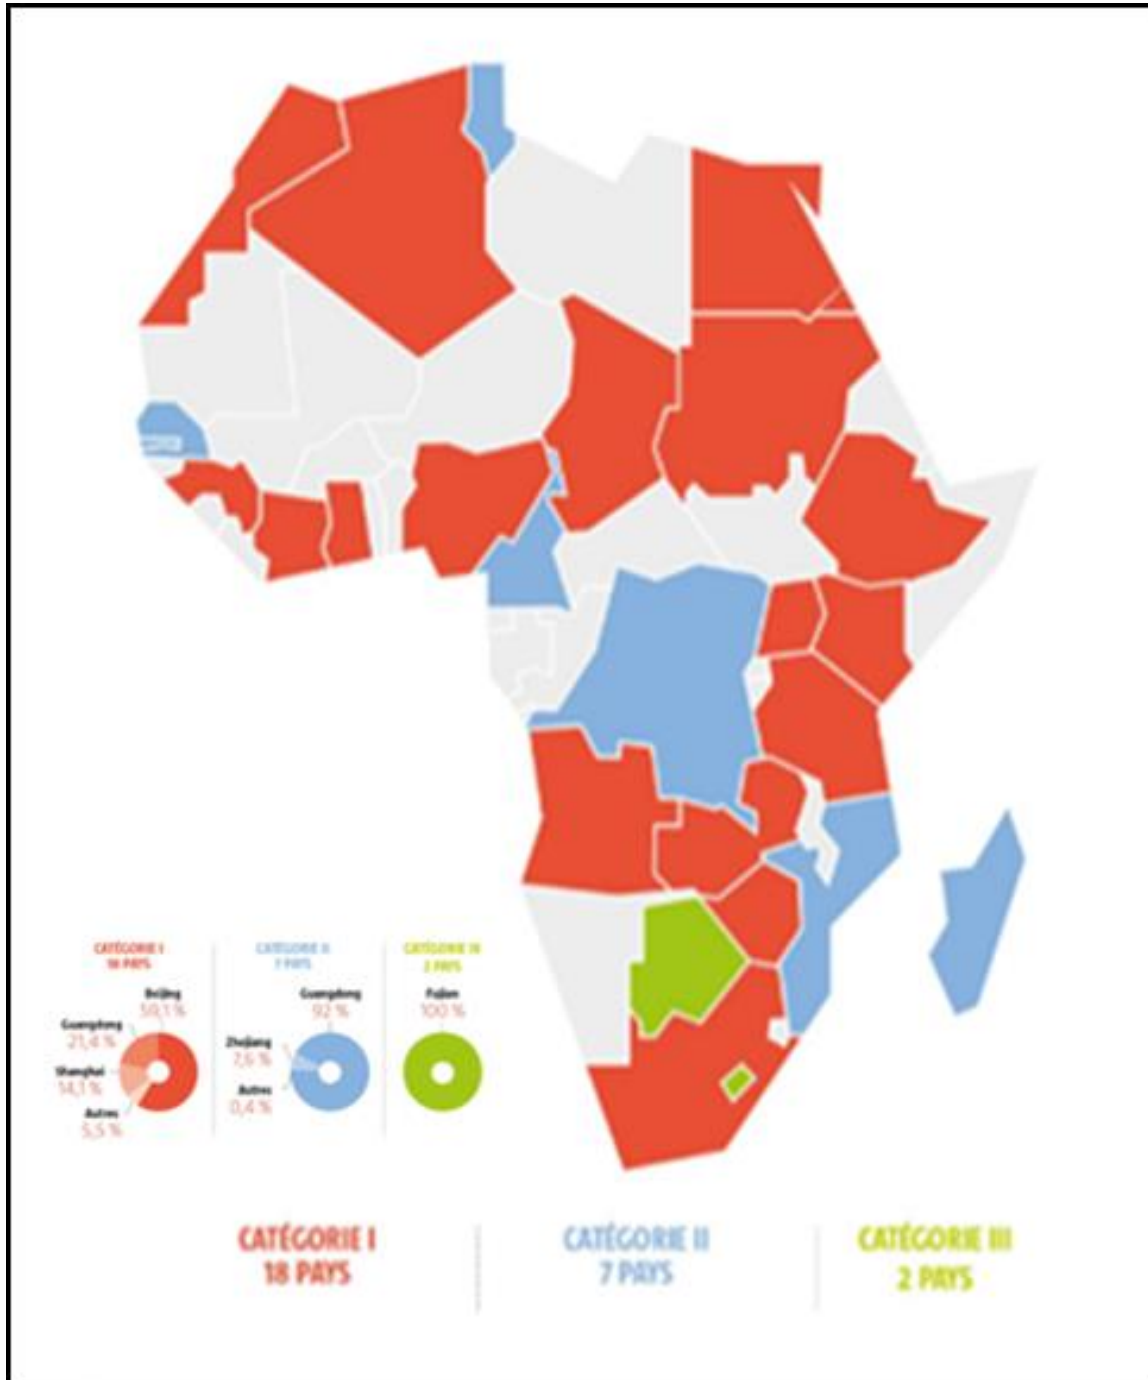 CATÉGORIE I
18 PAYS
Beijing
59,1 %
Guangdong
21,4 %
Shanghai
14,1 %
Autres
5,5 %
CATÉGORIE II
7 PAYS
Guangdong
92 %
Zhejiang
7,6 %
Autres
0,4 %
CATÉGORIE III
2 PAYS
Fujian
100 %
CATÉGORIE I
18 PAYS
CATÉGORIE II
7 PAYS
CATÉGORIE III
2 PAYS